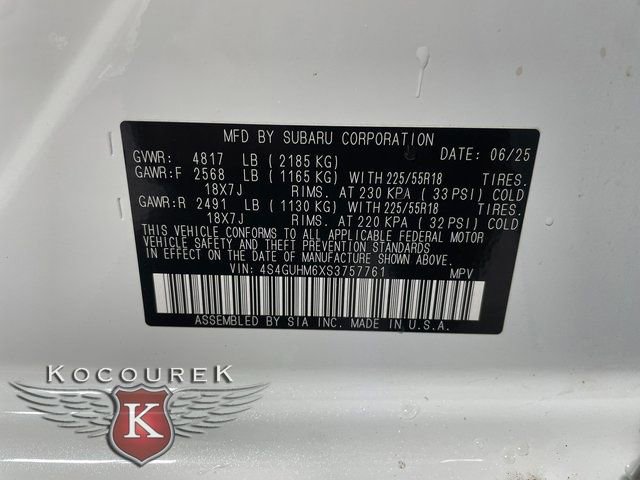 MFD BY SUBARU CORPORATION DATE: 06/25
GVWR: 4817 LB (2185 KG)
GAWR:F 2568 LB (1165 KG) WITH 225/55R18 TIRES.
18X7J RIMS. AT 230 KPA (33 PSI) COLD
GAWR:R 2491 LB (1130 KG) WITH 225/55R18 TIRES.
18X7J RIMS. AT 220 KPA (32 PSI) COLD
THIS VEHICLE CONFORMS TO ALL APPLICABLE FEDERAL MOTOR
VEHICLE SAFETY AND THEFT PREVENTION STANDARDS
IN EFFECT ON THE DATE OF MANUFACTURE SHOWN ABOVE.
VIN: 4S4GUHM6XS3757761 MPV
ASSEMBLED BY SIA INC. MADE IN U.S.A.
KOCOUREK
K